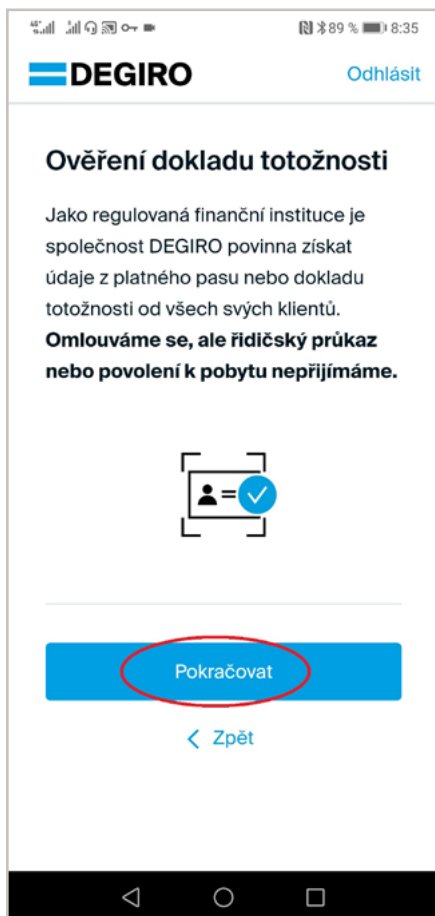 89 % 8:35
DEGIRO
Odhlásit
Ověření dokladu totožnosti
Jako regulovaná finanční instituce je
společnost DEGIRO povinna získat
údaje z platného pasu nebo dokladu
totožnosti od všech svých klientů.
Omlouváme se, ale řidičský průkaz
nebo povolení k pobytu nepřijímáme.
Pokračovat
Zpět